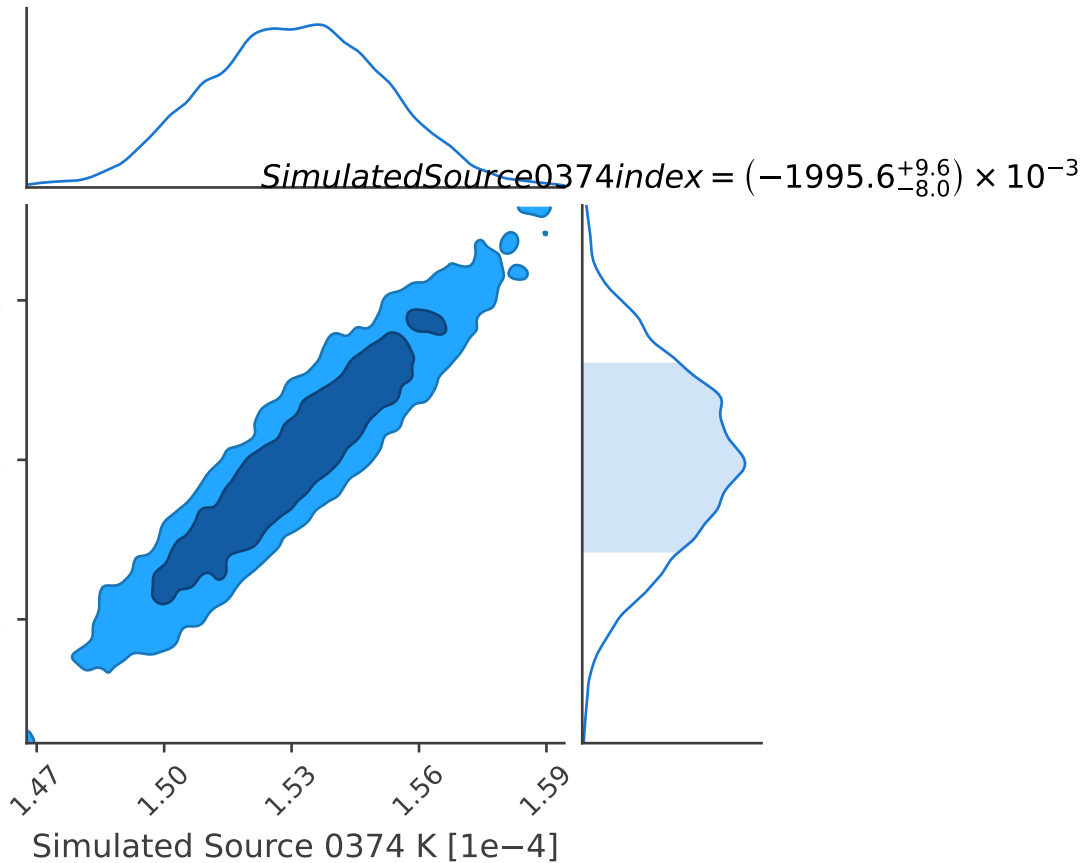 SimulatedSource0374index = (−1995.6^{+9.6}_{−8.0}) × 10^{−3}
1.47 1.50 1.53 1.56 1.59
Simulated Source 0374 K [1e−4]